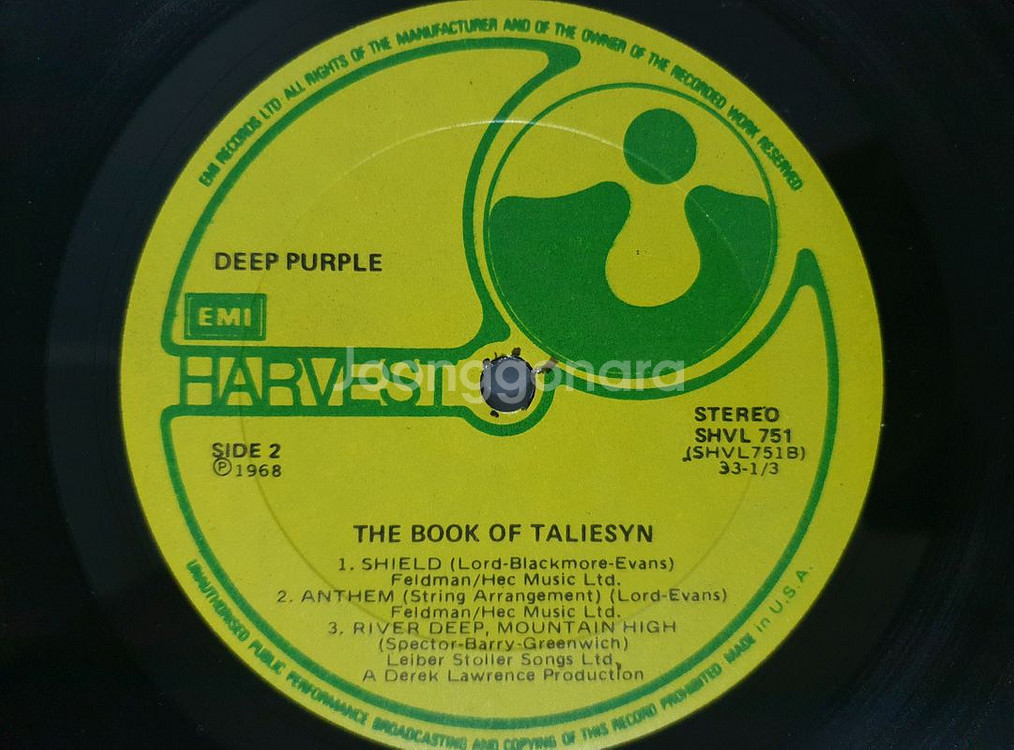 EMI RECORDS LTD ALL RIGHTS OF THE MANUFACTURER AND OF THE OWNER OF THE RECORDED WORK RESERVED
DEEP PURPLE
EMI
HARVEST
Joonggonara
STEREO
SHVL 751
(SHVL751B)
33-1/3
SIDE 2
Ⓟ1968
THE BOOK OF TALIESYN
1. SHIELD (Lord-Blackmore-Evans)
Feldman/Hec Music Ltd.
2. ANTHEM (String Arrangement) (Lord-Evans)
Feldman/Hec Music Ltd.
3. RIVER DEEP, MOUNTAIN HIGH
(Spector-Barry-Greenwich)
Leiber Stoller Songs Ltd.
A Derek Lawrence Production
UNAUTHORISED PUBLIC PERFORMANCE BROADCASTING AND COPYING OF THIS RECORD PROHIBITED MADE in U.S.A.